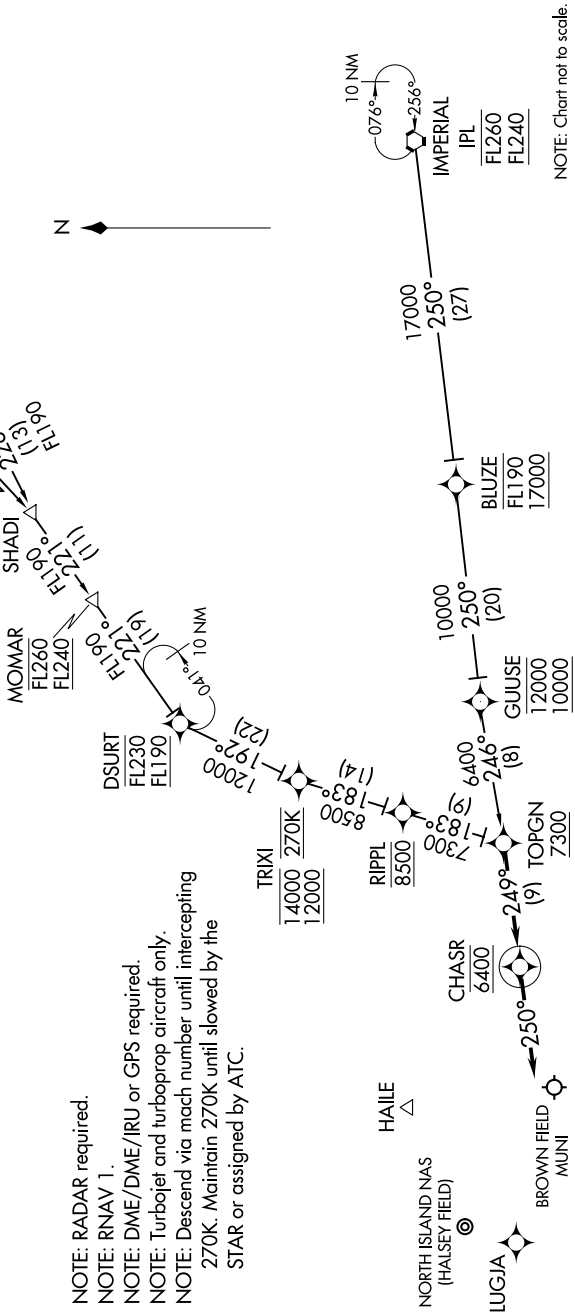 NOTE: RADAR required.
NOTE: RNAV 1.
NOTE: DME/DME/IRU or GPS required.
NOTE: Turbojet and turboprop aircraft only.
NOTE: Descend via mach number until intercepting
270K. Maintain 270K until slowed by the
STAR or assigned by ATC.
N
SHADI
(13)
FL190
FL190
221°
(11)
MOMAR
FL260
FL240
FL190
221°
(19)
DSURT
FL230
FL190
041°
10 NM
12000
192°
(22)
TRIXI
14000 270K
12000
8500
183°
(14)
RIPPL
8500
7300
183°
(9)
TOPGN
7300
10 NM
076°
256°
IMPERIAL
IPL
FL260
FL240
17000
250°
(27)
BLUZE
FL190
17000
10000
250°
(20)
GUUSE
12000
10000
6400
246°
(8)
249°
(9)
CHASR
6400
250°
HAILE
BROWN FIELD
MUNI
NORTH ISLAND NAS
(HALSEY FIELD)
LUGJA
NOTE: Chart not to scale.